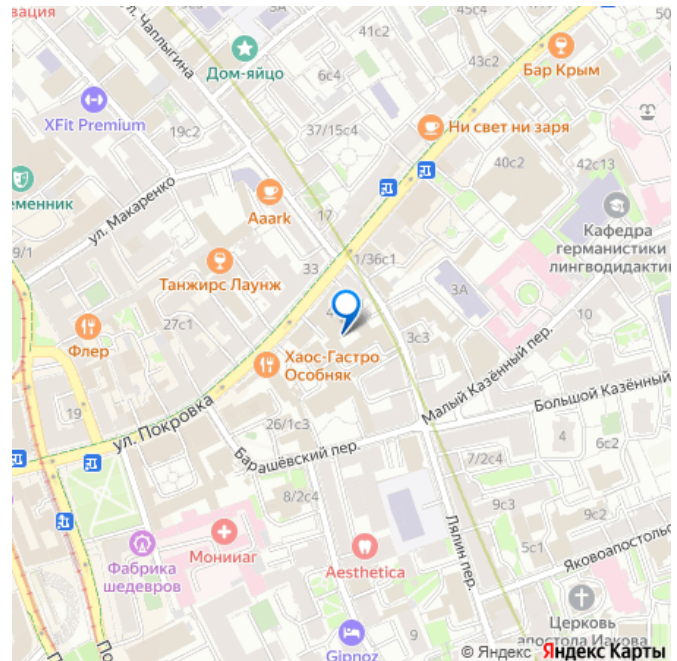 вация
ул. Чаплыгина
3А
45с4
50
Дом-яйцо
41с2
6с4
43с2
Бар Крым
XFit Premium
19с2
37/15с4
Ни свет ни заря
40с2
42с13
еменник
ул. Макаренко
Aaark
17
Кафедра
германистики
лингводидактик
9/1
33
1/36с1
Танжирс Лаунж
3А
4
27с1
3с3
10
Флер
Хаос-Гастро
Особняк
Малый Казённый пер.
Большой Казённый
19
ул. Покровка
26/1с3
Барашёвский пер.
4
6с2
7/2с4
8/2с4
9с3
9с2
Лялин пер.
5с1
Яковоапостольс
Монииаг
Фабрика
шедевров
Aesthetica
Церковь
апостола Иакова
9
По
Gipnoz
© Яндекс Яндекс Карты